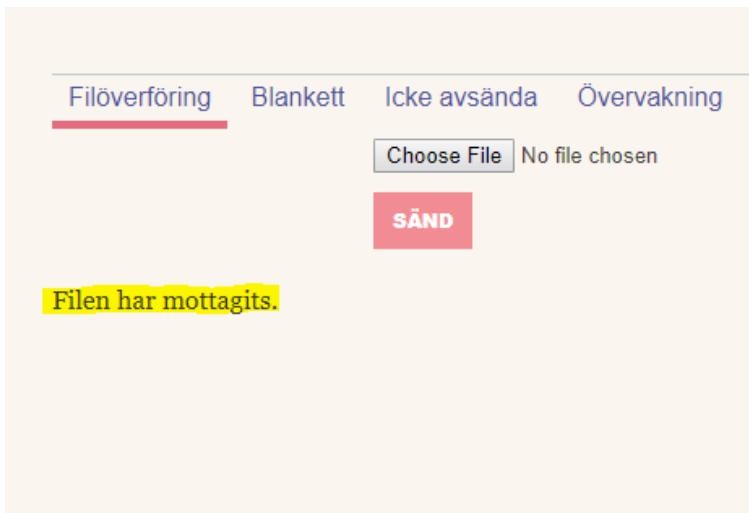 Filöverföring Blankett Icke avsända Övervakning
Choose File No file chosen
SÄND
Filen har mottagits.